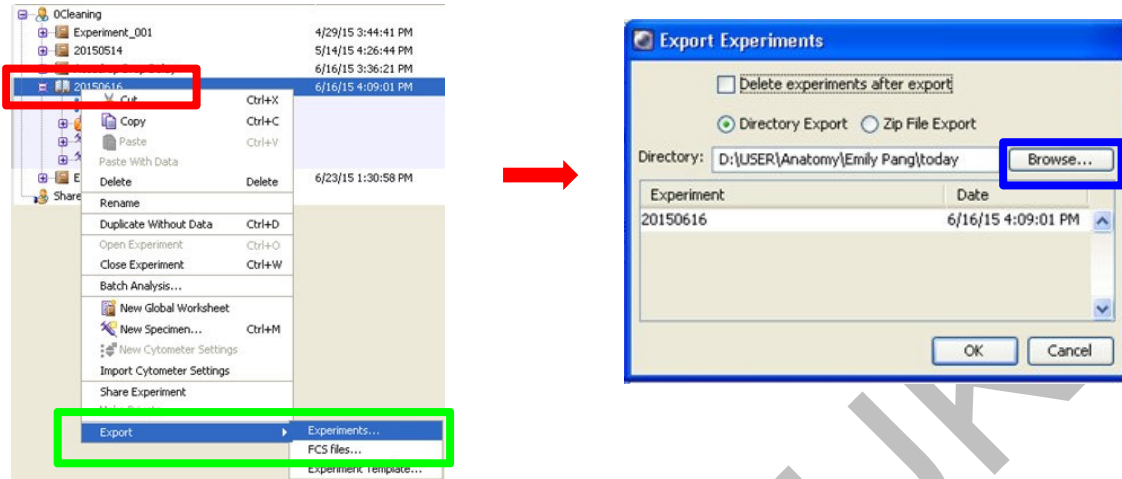 0Cleaning
Experiment_001 4/29/15 3:44:41 PM
20150514 5/14/15 4:26:44 PM
6/16/15 3:36:21 PM
20150616 6/16/15 4:09:01 PM
Cut Ctrl+X
Copy Ctrl+C
Paste Ctrl+V
Paste With Data
E 6/23/15 1:30:58 PM
Delete Delete
Share
Rename
Duplicate Without Data Ctrl+D
Open Experiment Ctrl+O
Close Experiment Ctrl+W
Batch Analysis...
New Global Worksheet
New Specimen... Ctrl+M
New Cytometer Settings
Import Cytometer Settings
Share Experiment
Export Experiments...
FCS files...
Experiment Template...
Export Experiments
Delete experiments after export
Directory Export Zip File Export
Directory: D:\USER\Anatomy\Emily Pang\today Browse...
Experiment Date
20150616 6/16/15 4:09:01 PM
OK Cancel